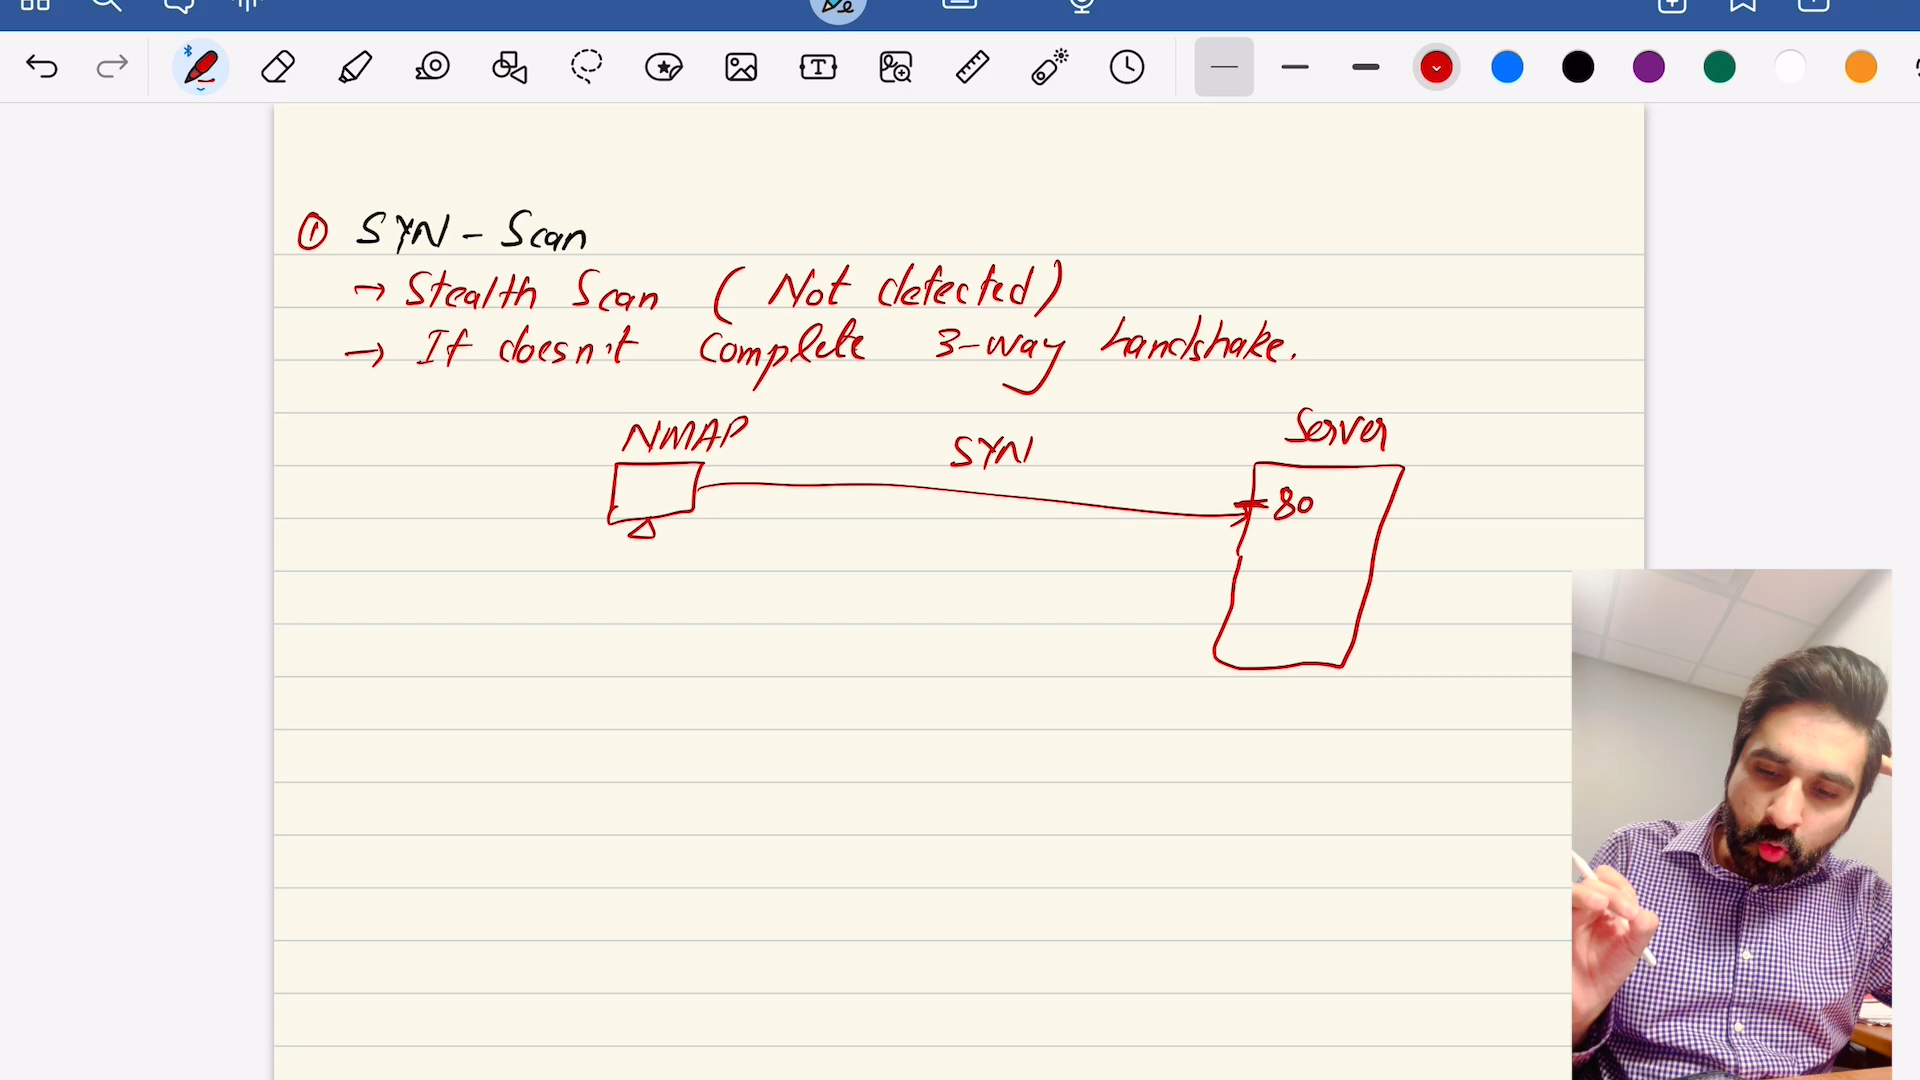 ① SYN - Scan
→ Stealth Scan ( Not detected )
→ It doesn't complete 3-way handshake.
NMAP
SYN
Server
80